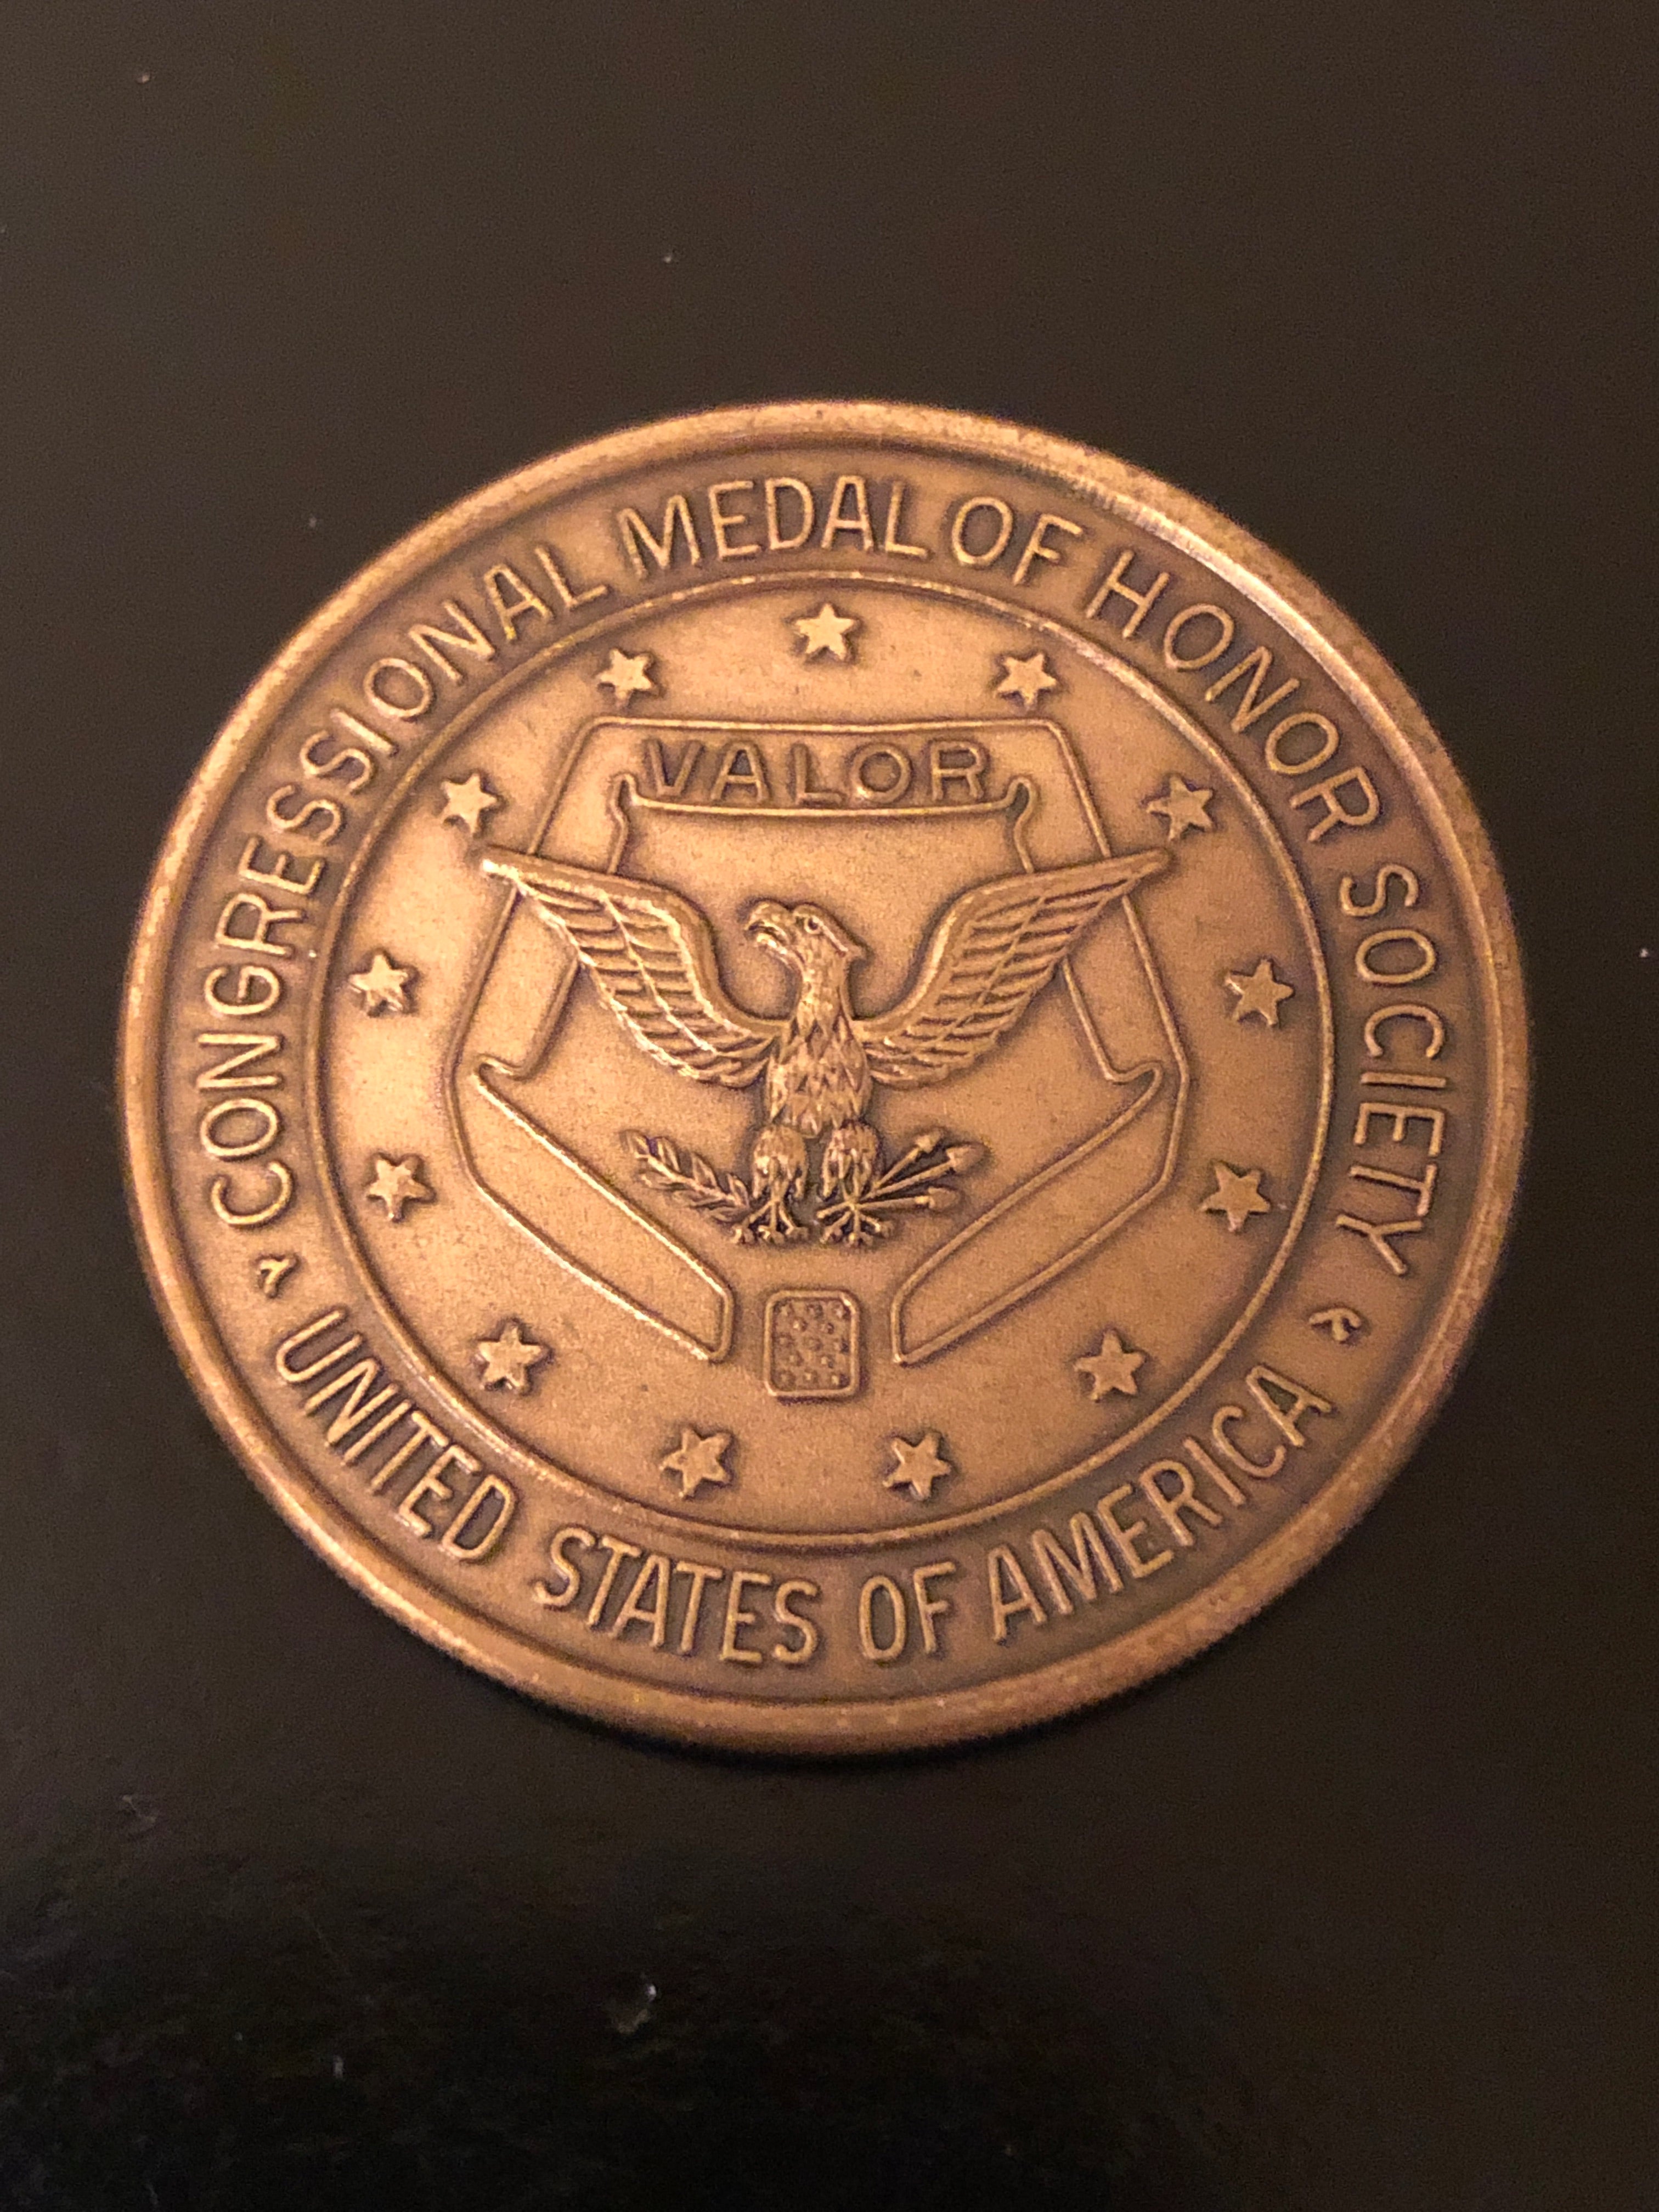 CONGRESSIONAL MEDAL OF HONOR SOCIETY
UNITED STATES OF AMERICA
VALOR